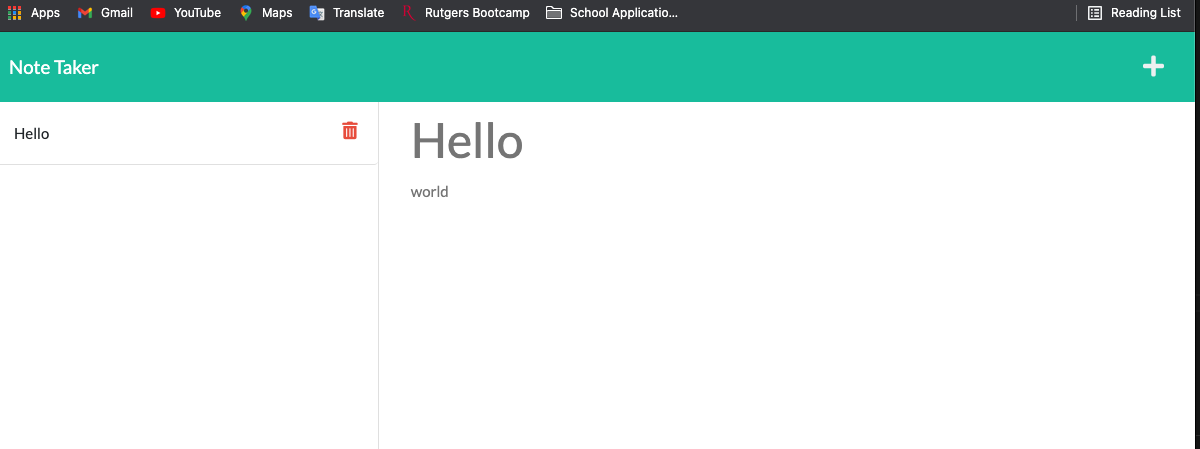 Apps Gmail YouTube Maps Translate Rutgers Bootcamp School Applicatio... Reading List
Note Taker
Hello
Hello
world